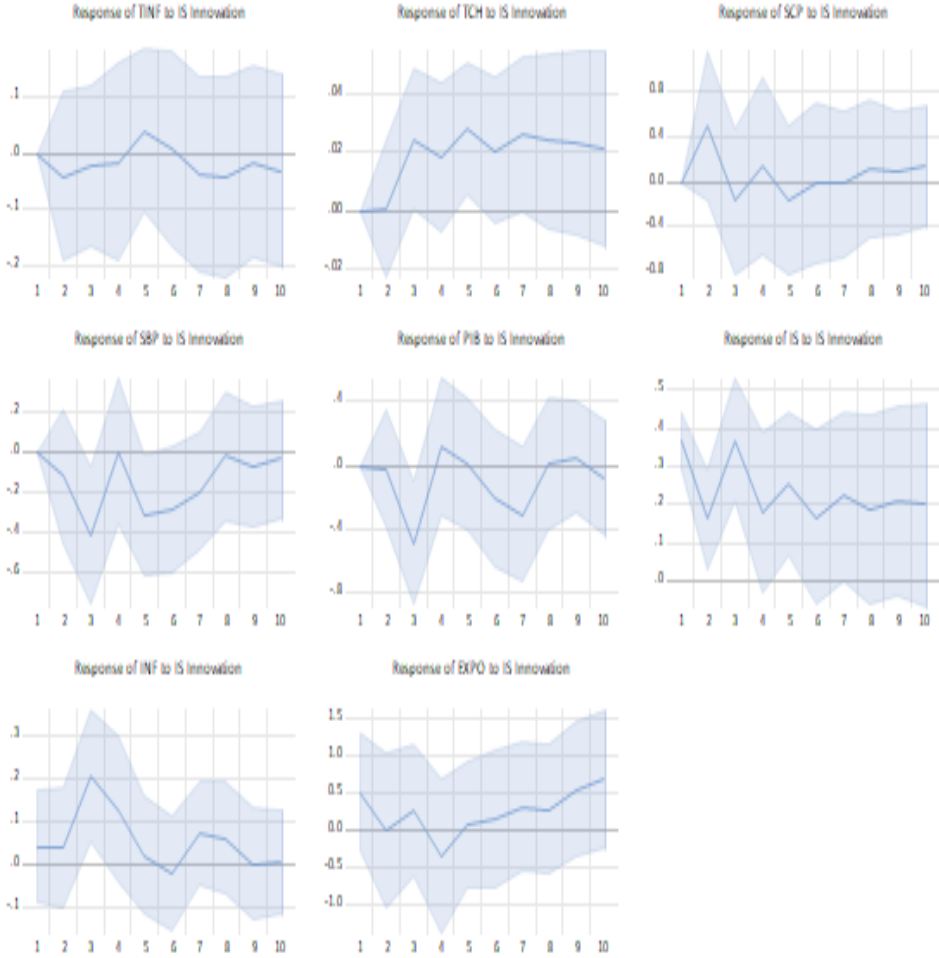 Response of TINF to IS Innovation
.1
.0
-.1
-.2
1 2 3 4 5 6 7 8 9 10
Response of TCH to IS Innovation
.04
.02
.00
-.02
1 2 3 4 5 6 7 8 9 10
Response of SCP to IS Innovation
0.8
0.4
0.0
-0.4
-0.8
1 2 3 4 5 6 7 8 9 10
Response of SBP to IS Innovation
.2
.0
-.2
-.4
-.6
1 2 3 4 5 6 7 8 9 10
Response of PIB to IS Innovation
.4
.0
-.4
-.8
1 2 3 4 5 6 7 8 9 10
Response of IS to IS Innovation
.5
.4
.3
.2
.1
.0
1 2 3 4 5 6 7 8 9 10
Response of INF to IS Innovation
.3
.2
.1
.0
-.1
1 2 3 4 5 6 7 8 9 10
Response of EXPO to IS Innovation
1.5
1.0
0.5
0.0
-0.5
-1.0
1 2 3 4 5 6 7 8 9 10